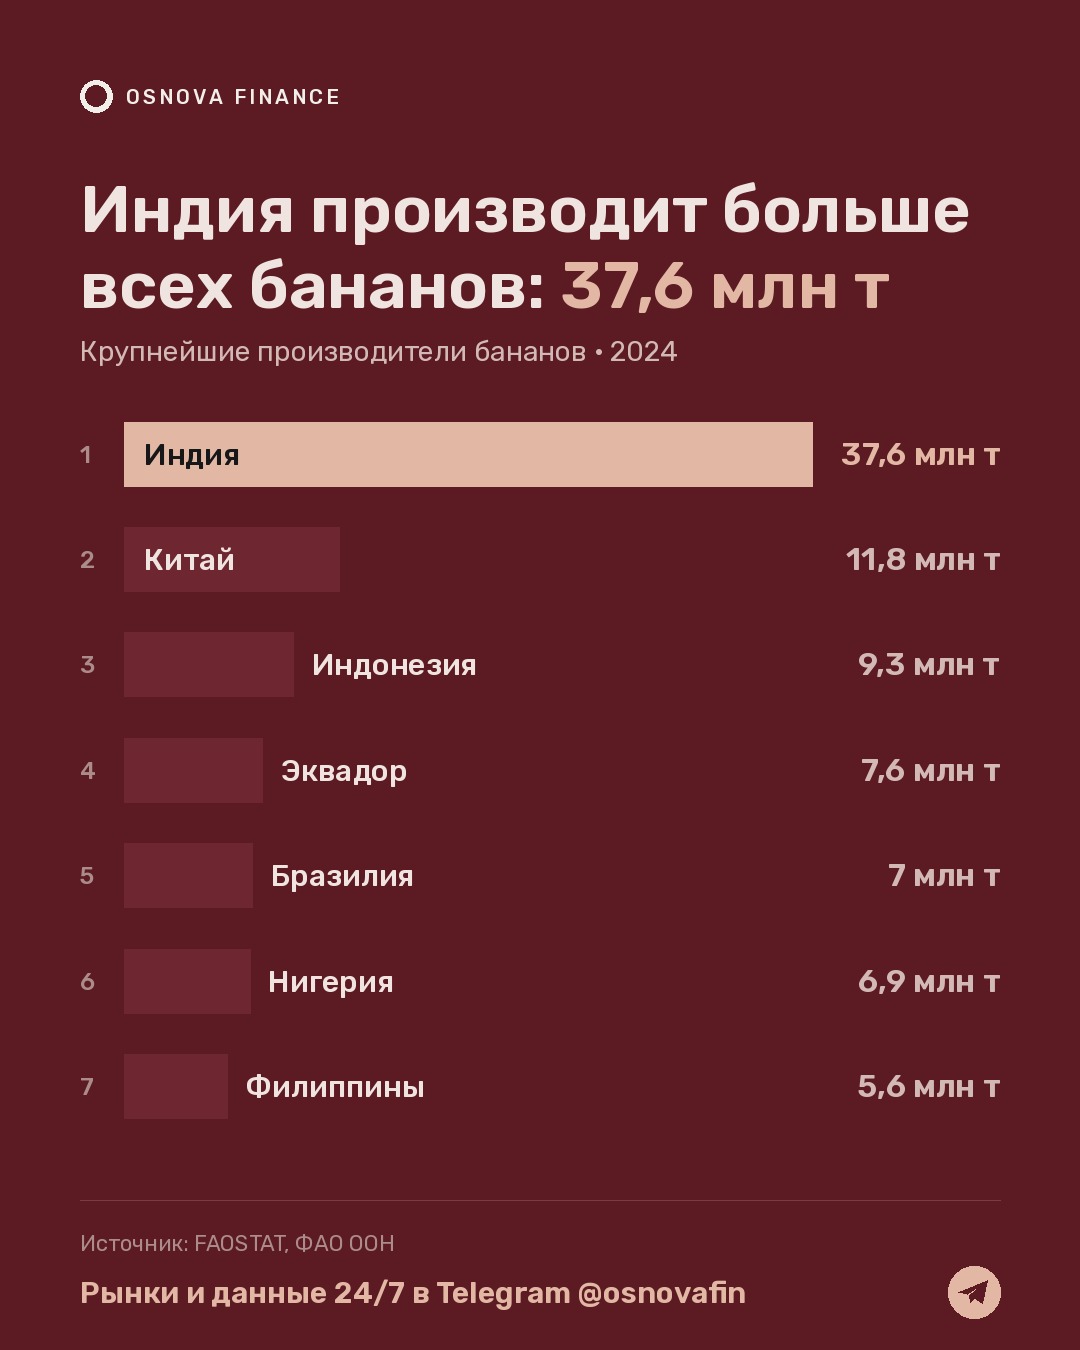 OSNOVA FINANCE
Индия производит больше
всех бананов: 37,6 млн т
Крупнейшие производители бананов • 2024
1 Индия 37,6 млн т
2 Китай 11,8 млн т
3 Индонезия 9,3 млн т
4 Эквадор 7,6 млн т
5 Бразилия 7 млн т
6 Нигерия 6,9 млн т
7 Филиппины 5,6 млн т
Источник: FAOSTAT, ФАО ООН
Рынки и данные 24/7 в Telegram @osnovafin